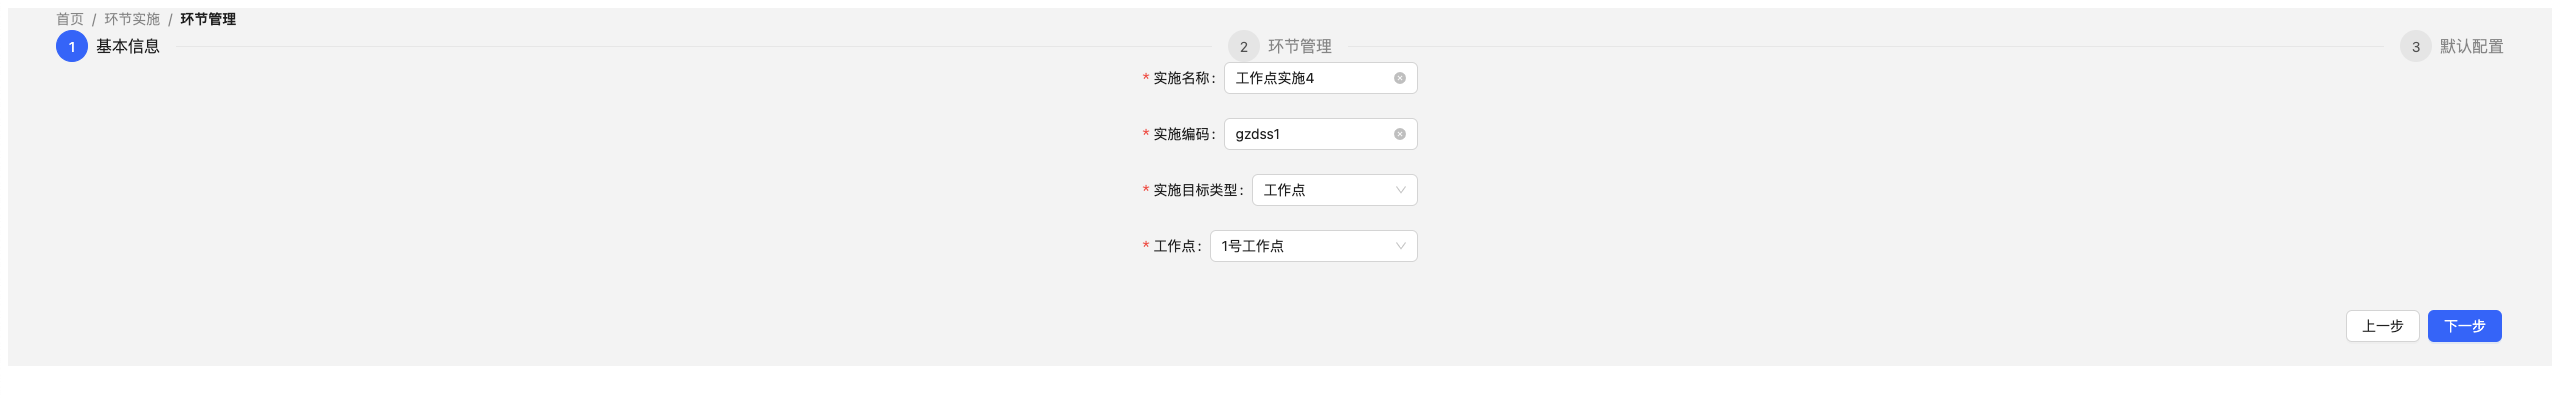 首页 / 环节实施 / 环节管理
1 基本信息 2 环节管理 3 默认配置
* 实施名称: 工作点实施4
* 实施编码: gzdss1
* 实施目标类型: 工作点
* 工作点: 1号工作点
上一步 下一步